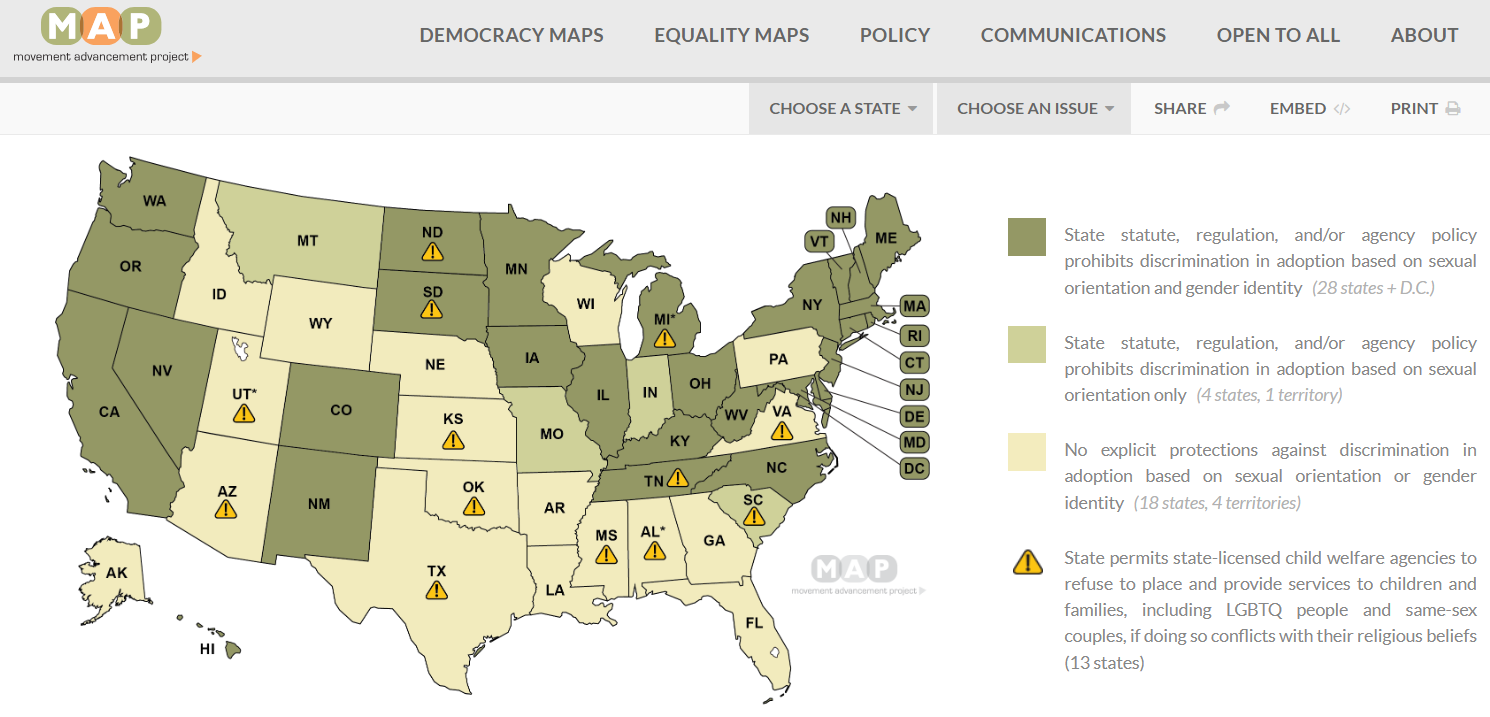 MAP
movement advancement project
DEMOCRACY MAPS EQUALITY MAPS POLICY COMMUNICATIONS OPEN TO ALL ABOUT
CHOOSE A STATE CHOOSE AN ISSUE SHARE EMBED </> PRINT
WA
OR
CA
NV
ID
MT
WY
UT*
AZ
CO
NM
ND
SD
NE
KS
OK
TX
MN
IA
MO
AR
LA
WI
IL
MI*
IN
OH
KY
TN
MS
AL*
GA
FL
SC
NC
VA
WV
PA
NY
VT
NH
ME
MA
RI
CT
NJ
DE
MD
DC
AK
HI
MAP
movement advancement project
State statute, regulation, and/or agency policy
prohibits discrimination in adoption based on sexual
orientation and gender identity (28 states + D.C.)
State statute, regulation, and/or agency policy
prohibits discrimination in adoption based on sexual
orientation only (4 states, 1 territory)
No explicit protections against discrimination in
adoption based on sexual orientation or gender
identity (18 states, 4 territories)
State permits state-licensed child welfare agencies to
refuse to place and provide services to children and
families, including LGBTQ people and same-sex
couples, if doing so conflicts with their religious beliefs
(13 states)